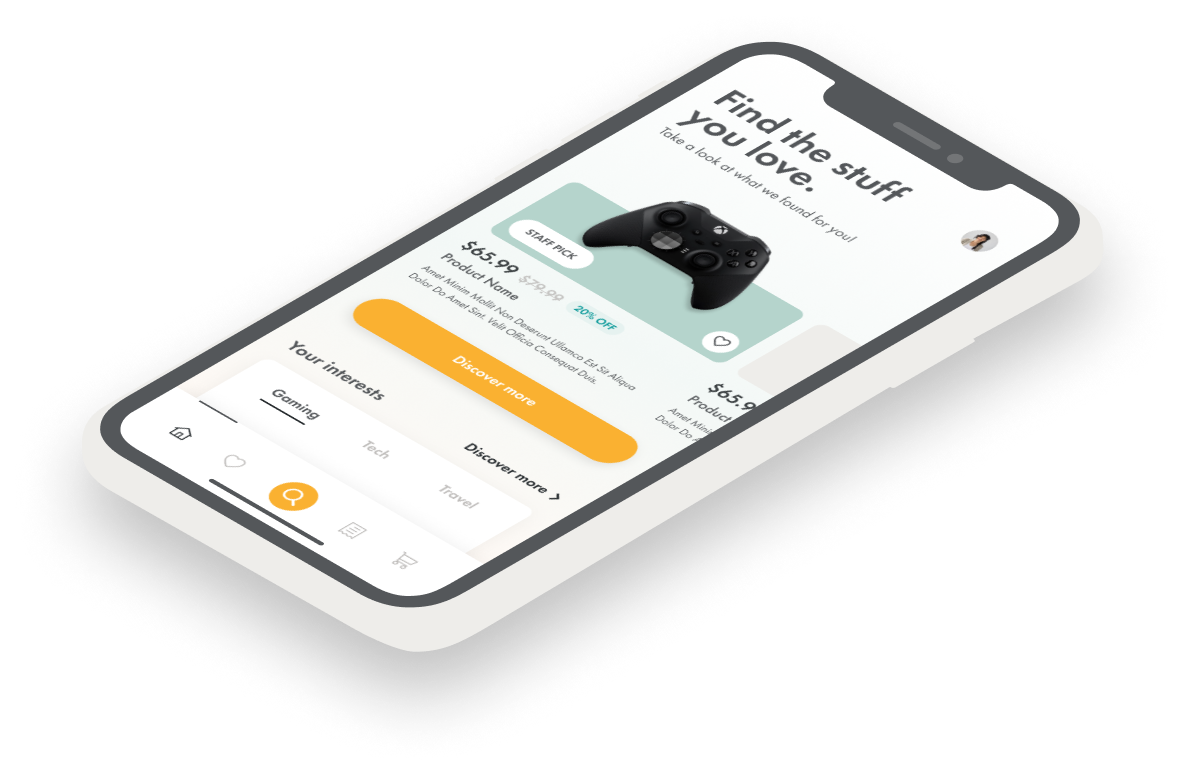 Find the stuff
you love.
Take a look at what we found for you!
STAFF PICK
$65.99 $79.99 20% OFF
Product Name
Amet Minim Mollit Non Deserunt Ullamco Est Sit Aliqua
Dolor Do Amet Sint. Velit Officia Consequat Duis.
$65.9
Product
Amet Mini
Dolor Do A
Discover more
Your interests
Discover more
Gaming
Tech
Travel